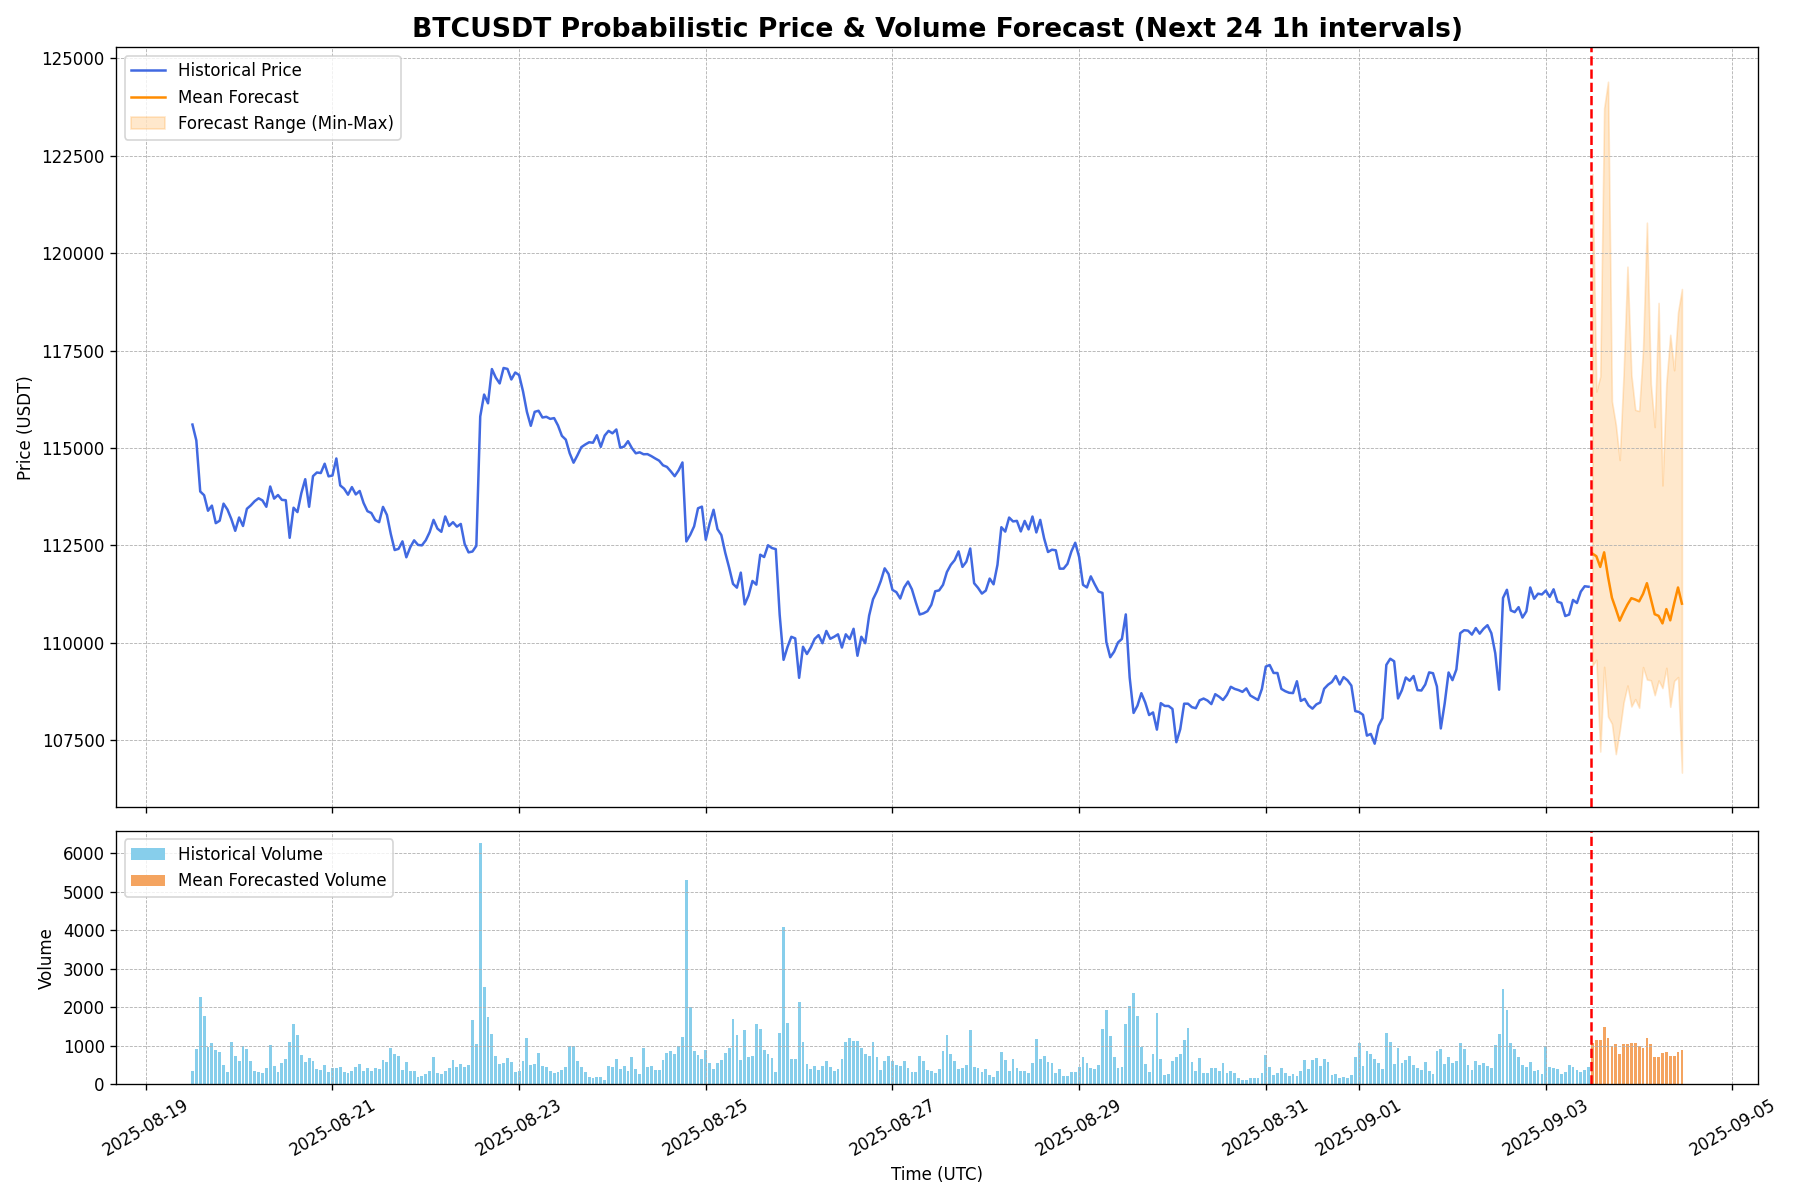 BTCUSDT Probabilistic Price & Volume Forecast (Next 24 1h intervals)
Historical Price
Mean Forecast
Forecast Range (Min-Max)
125000
122500
120000
117500
115000
112500
110000
107500
Price (USDT)
Historical Volume
Mean Forecasted Volume
6000
5000
4000
3000
2000
1000
0
Volume
2025-08-19
2025-08-21
2025-08-23
2025-08-25
2025-08-27
2025-08-29
2025-08-31
2025-09-01
2025-09-03
2025-09-05
Time (UTC)